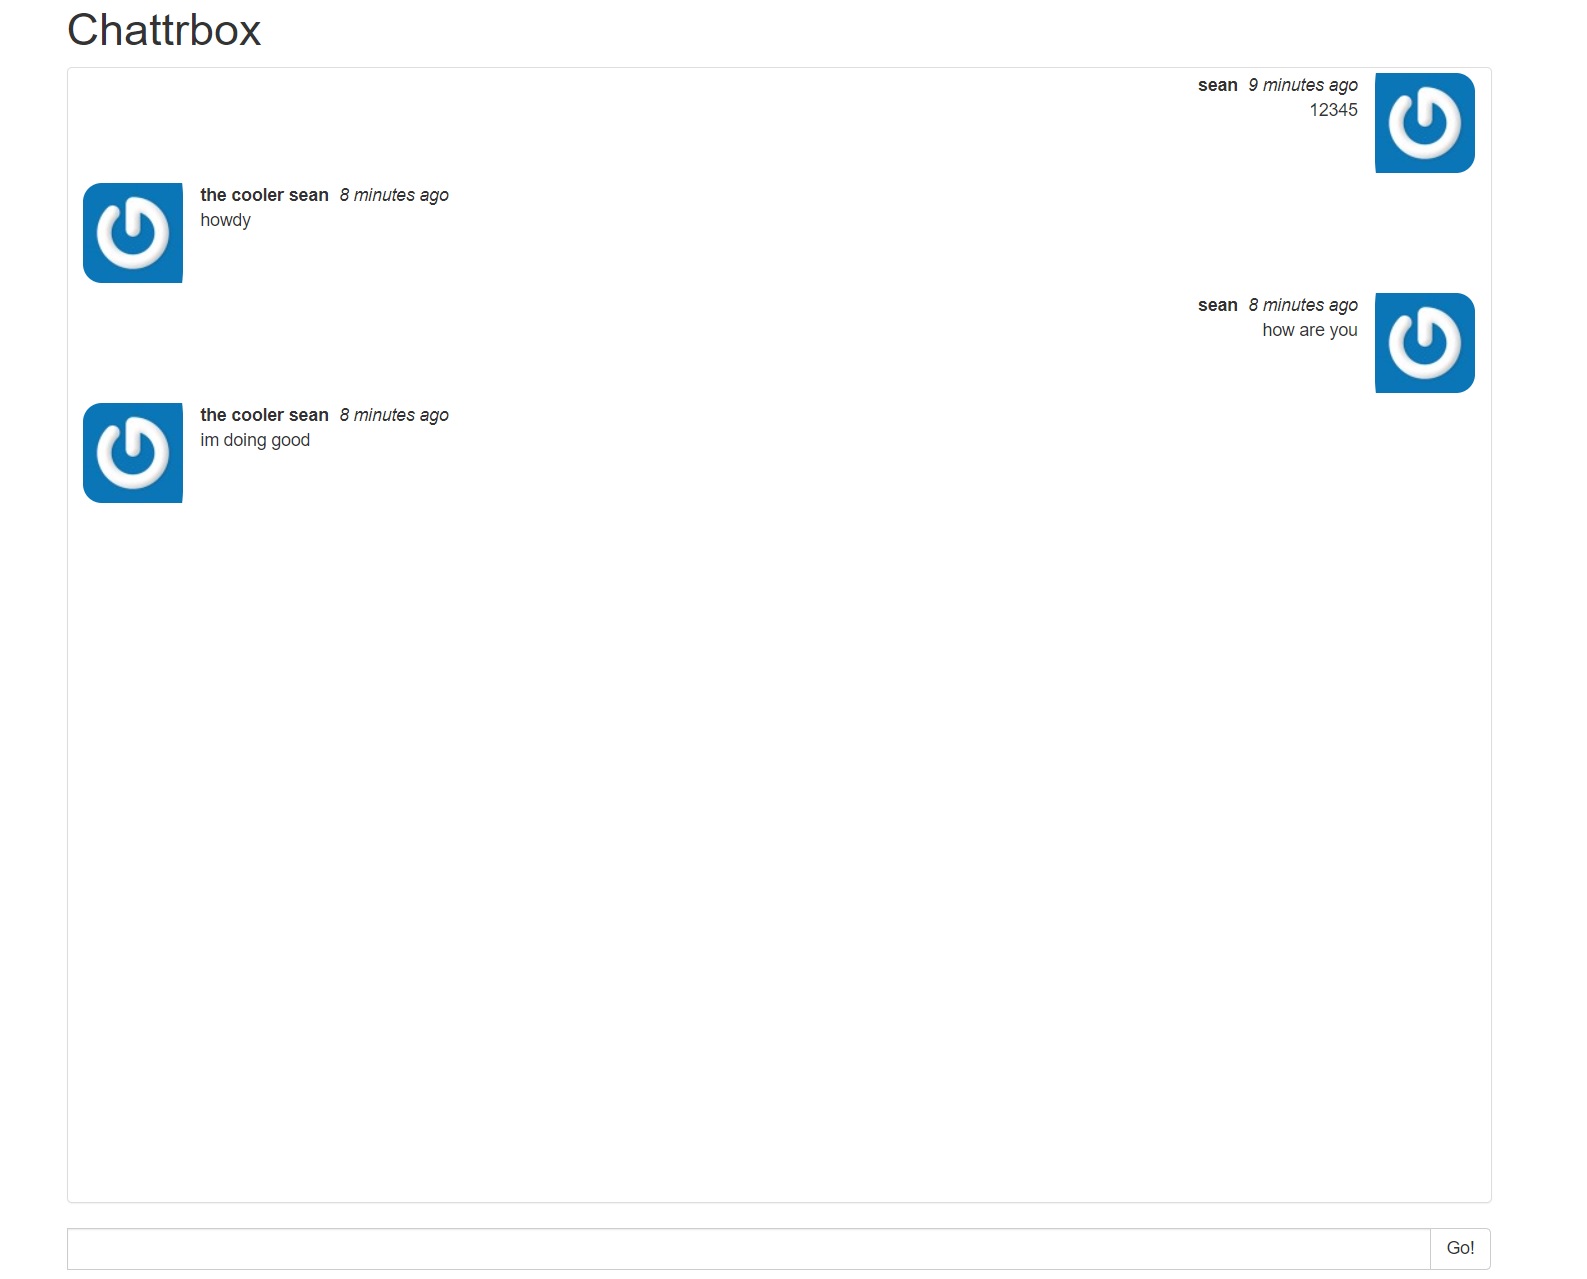 Chattrbox
sean 9 minutes ago
12345
the cooler sean 8 minutes ago
howdy
sean 8 minutes ago
how are you
the cooler sean 8 minutes ago
im doing good
Go!